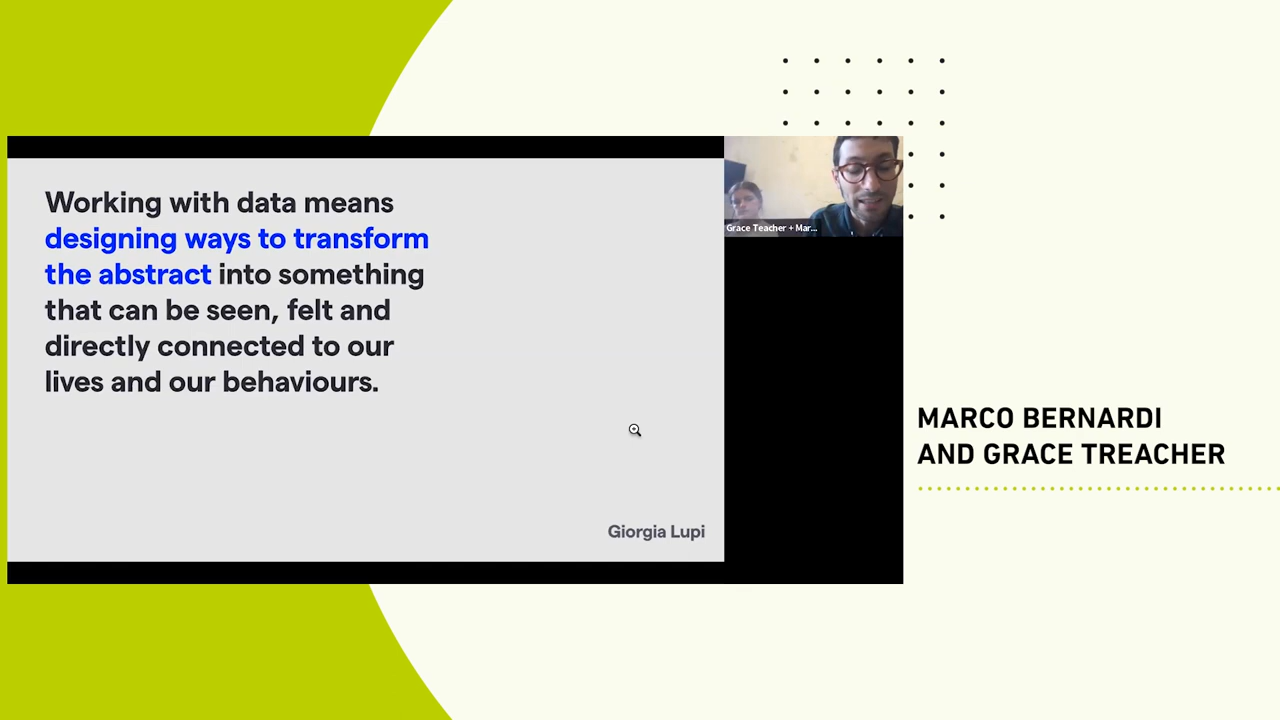 Working with data means
designing ways to transform
the abstract into something
that can be seen, felt and
directly connected to our
lives and our behaviours.
Giorgia Lupi
Grace Teacher + Mar...
MARCO BERNARDI
AND GRACE TREACHER